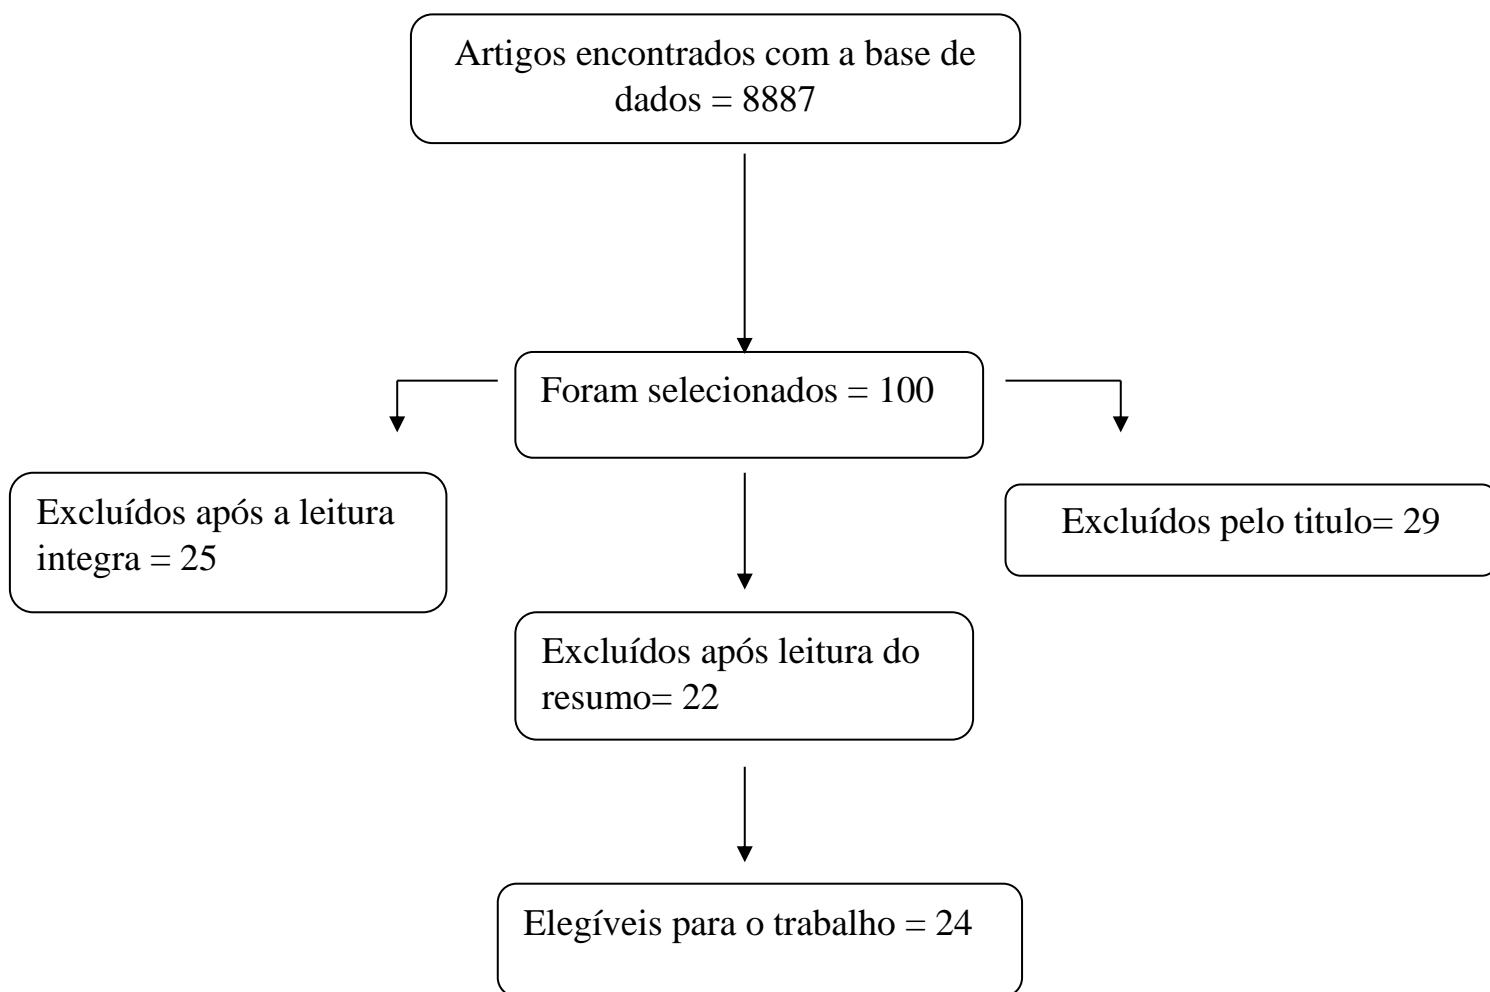 Artigos encontrados com a base de
dados = 8887
Foram selecionados = 100
Excluídos após a leitura
integra = 25
Excluídos pelo titulo= 29
Excluídos após leitura do
resumo= 22
Elegíveis para o trabalho = 24